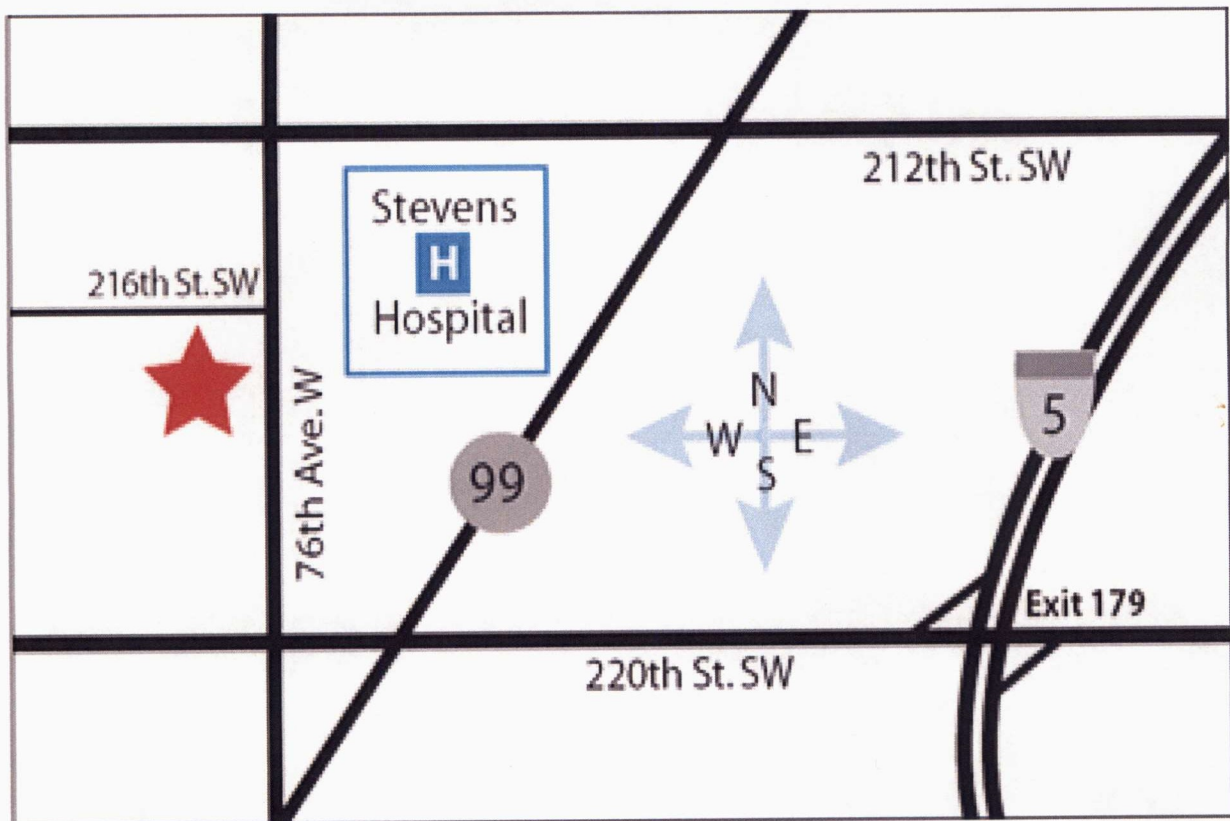 212th St. SW
Stevens
H
Hospital
216th St. SW
N
W E
S
5
76th Ave. W
99
Exit 179
220th St. SW